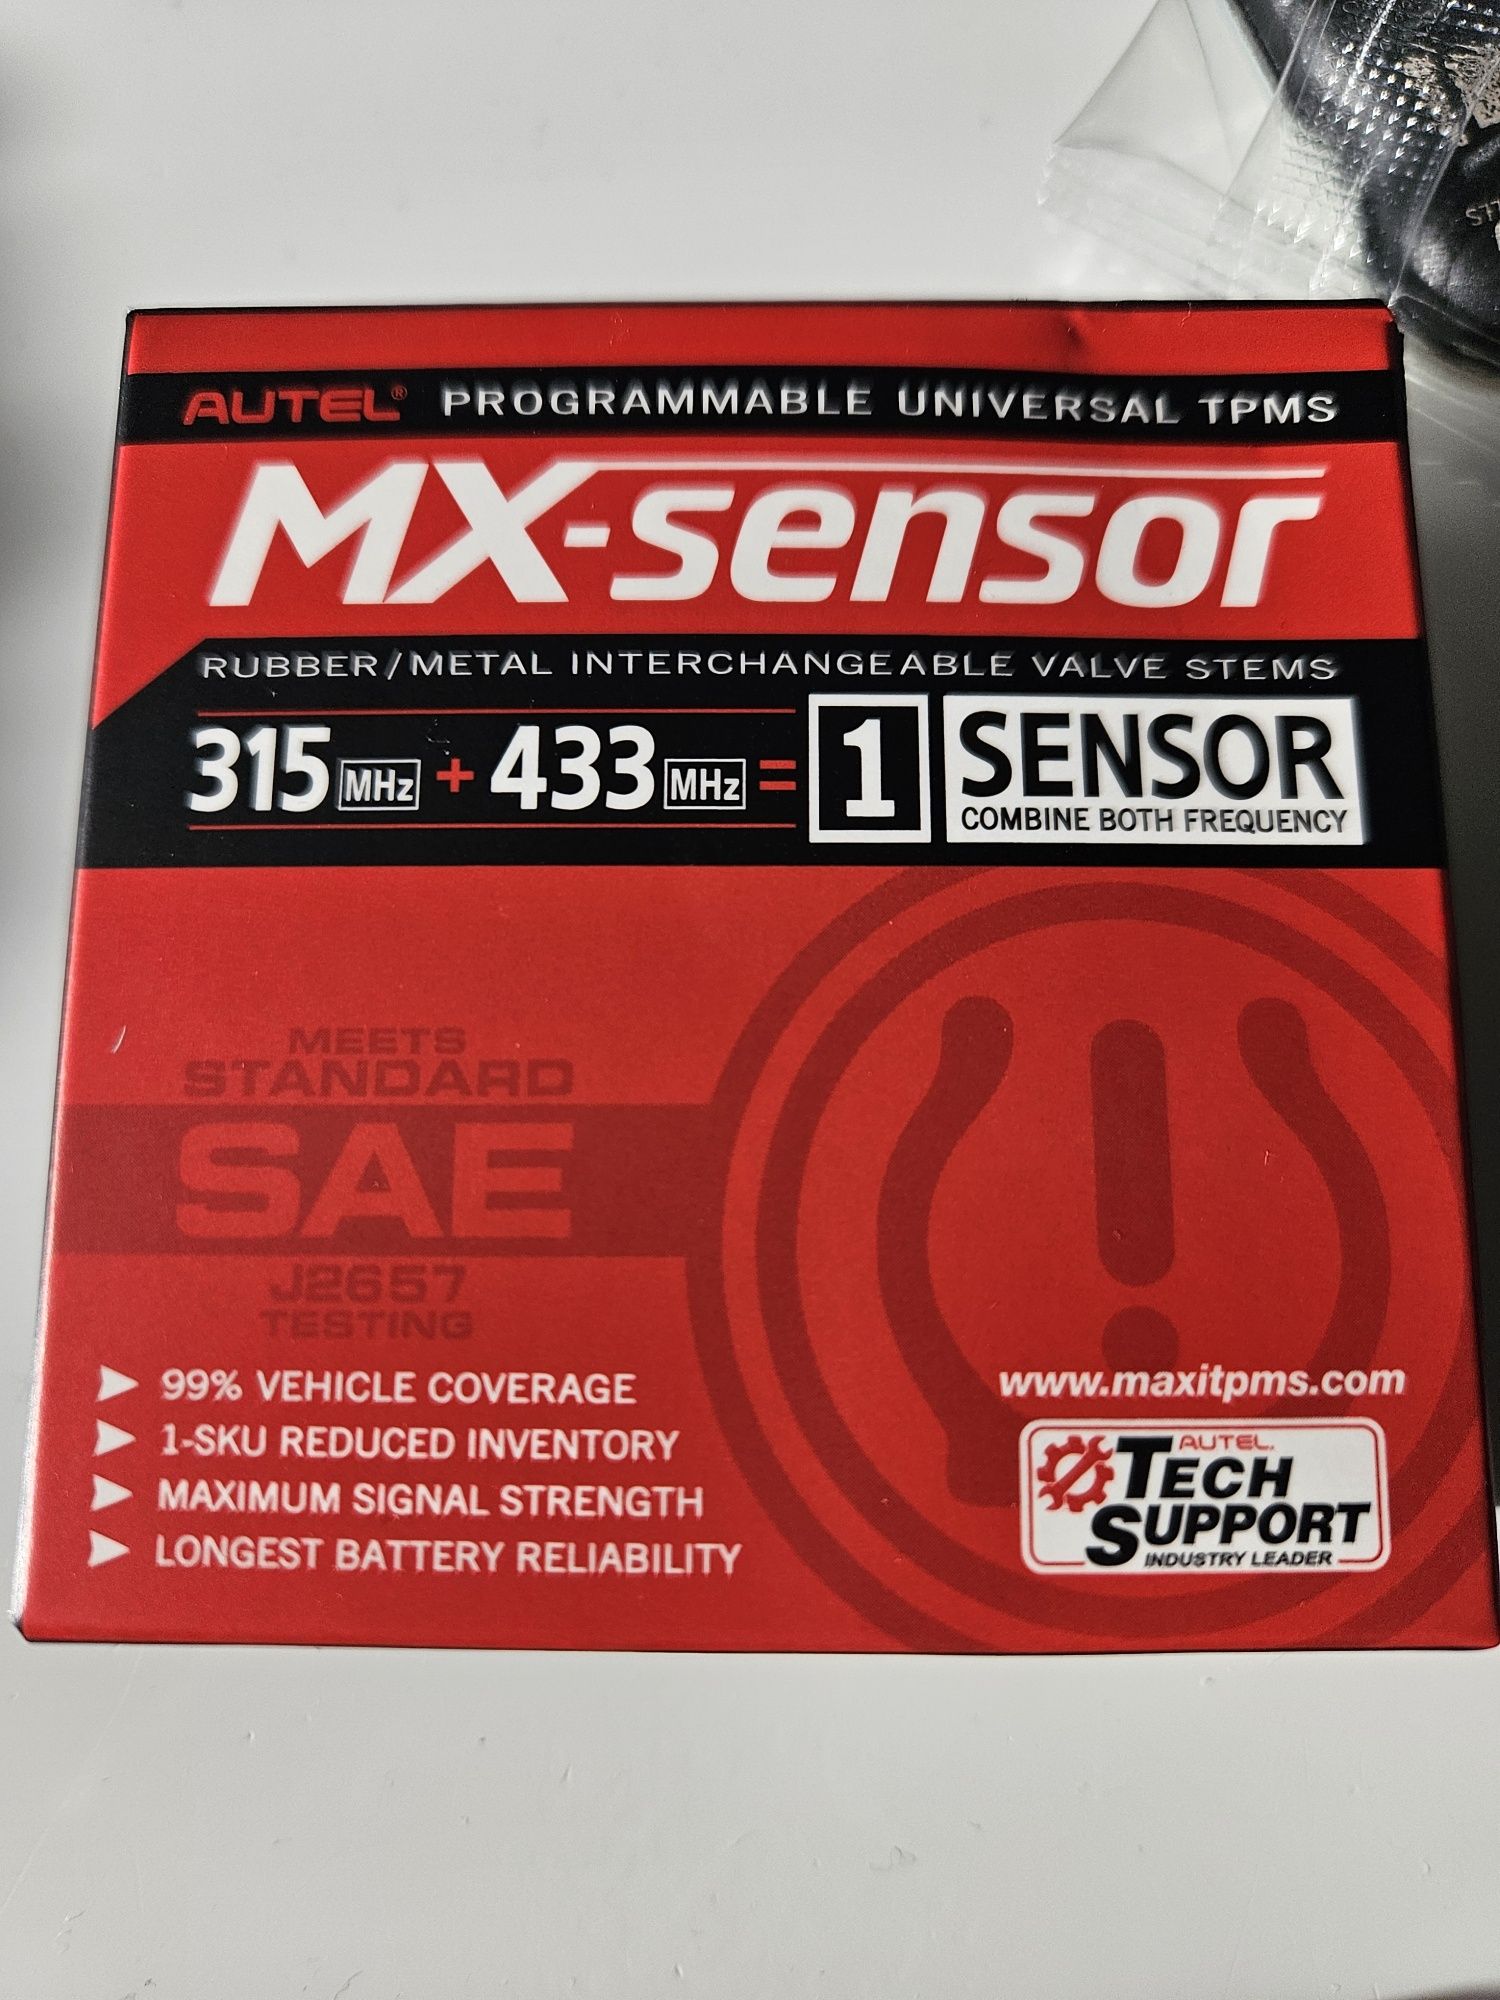 AUTEL® PROGRAMMABLE UNIVERSAL TPMS
MX-sensor
RUBBER/METAL INTERCHANGEABLE VALVE STEMS
315 MHz + 433 MHz = 1 SENSOR
COMBINE BOTH FREQUENCY
MEETS
STANDARD
SAE
J2657
TESTING
99% VEHICLE COVERAGE
1-SKU REDUCED INVENTORY
MAXIMUM SIGNAL STRENGTH
LONGEST BATTERY RELIABILITY
www.maxitpms.com
AUTEL.
TECH
SUPPORT
INDUSTRY LEADER